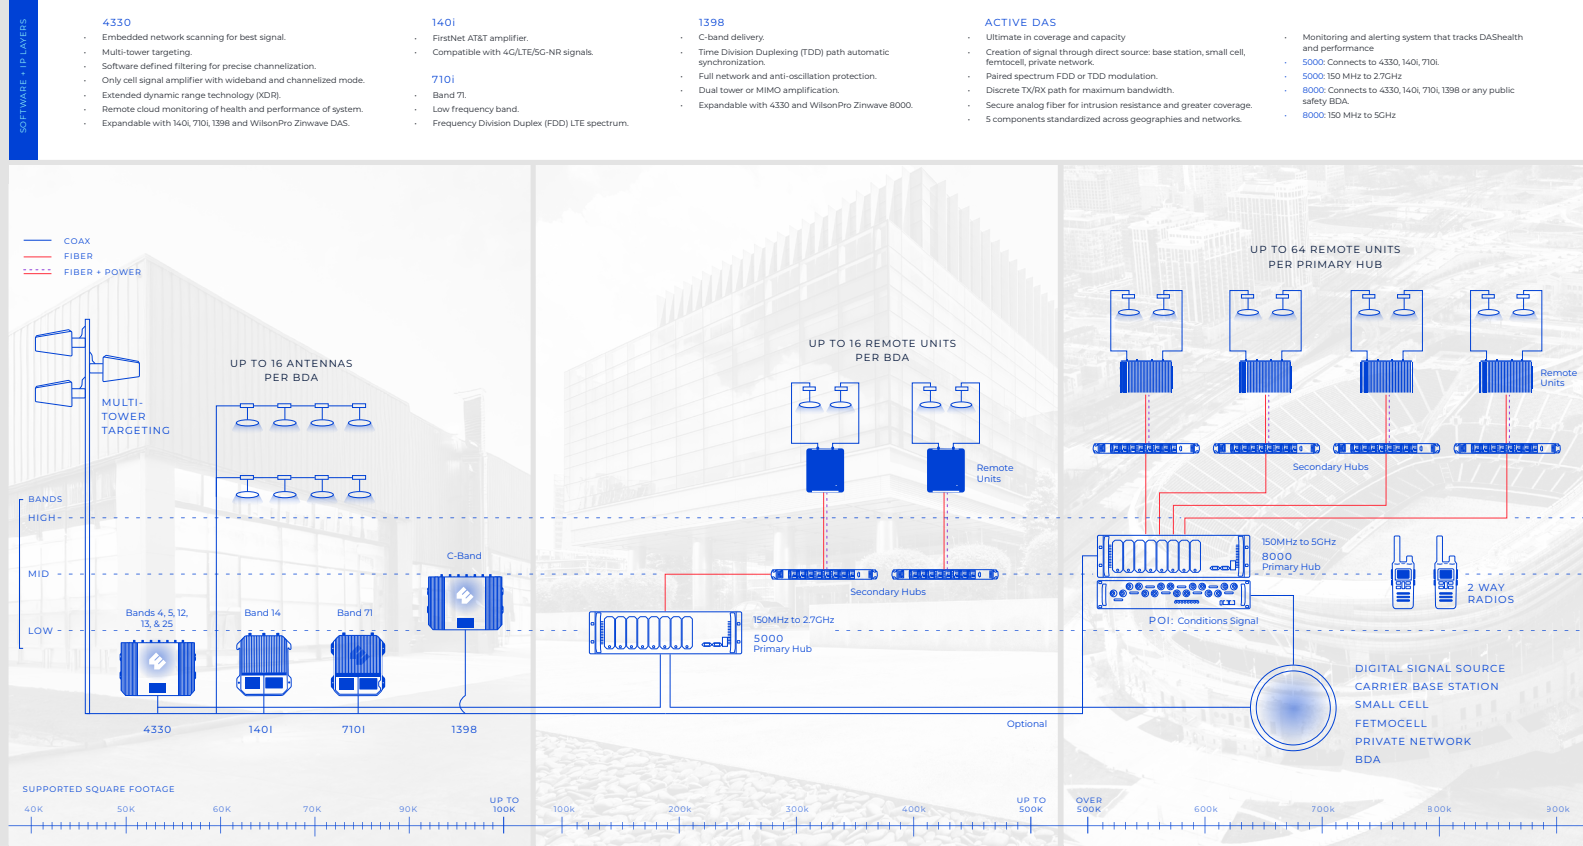 SOFTWARE + IP LAYERS
4330
• Embedded network scanning for best signal.
• Multi-tower targeting.
• Software defined filtering for precise channelization.
• Only cell signal amplifier with wideband and channelized mode.
• Extended dynamic range technology (XDR).
• Remote cloud monitoring of health and performance of system.
• Expandable with 140i, 710i, 1398 and WilsonPro Zinwave DAS.
140i
• FirstNet AT&T amplifier.
• Compatible with 4G/LTE/5G-NR signals.
710i
• Band 71.
• Low frequency band.
• Frequency Division Duplex (FDD) LTE spectrum.
1398
• C-band delivery.
• Time Division Duplexing (TDD) path automatic
synchronization.
• Full network and anti-oscillation protection.
• Dual tower or MIMO amplification.
• Expandable with 4330 and WilsonPro Zinwave 8000.
ACTIVE DAS
• Ultimate in coverage and capacity
• Creation of signal through direct source: base station, small cell,
femtocell, private network.
• Paired spectrum FDD or TDD modulation.
• Discrete TX/RX path for maximum bandwidth.
• Secure analog fiber for intrusion resistance and greater coverage.
• 5 components standardized across geographies and networks.
• Monitoring and alerting system that tracks DAShealth
and performance
• 5000: Connects to 4330, 140i, 710i.
• 5000: 150 MHz to 2.7GHz
• 8000: Connects to 4330, 140i, 710i, 1398 or any public
safety BDA.
• 8000: 150 MHz to 5GHz
COAX
FIBER
FIBER + POWER
MULTI-
TOWER
TARGETING
UP TO 16 ANTENNAS
PER BDA
BANDS
HIGH
MID
LOW
Bands 4, 5, 12,
13, & 25
Band 14
Band 71
C-Band
4330
140I
710I
1398
UP TO 16 REMOTE UNITS
PER BDA
Remote
Units
Secondary Hubs
150MHz to 2.7GHz
5000
Primary Hub
Optional
UP TO 64 REMOTE UNITS
PER PRIMARY HUB
Remote
Units
Secondary Hubs
150MHz to 5GHz
8000
Primary Hub
2 WAY
RADIOS
POI: Conditions Signal
DIGITAL SIGNAL SOURCE
CARRIER BASE STATION
SMALL CELL
FETMOCELL
PRIVATE NETWORK
BDA
SUPPORTED SQUARE FOOTAGE
40K 50K 60K 70K 90K UP TO
100K
100k 200k 300k 400k UP TO
500K
OVER
500K
600k 700k 800k 900k